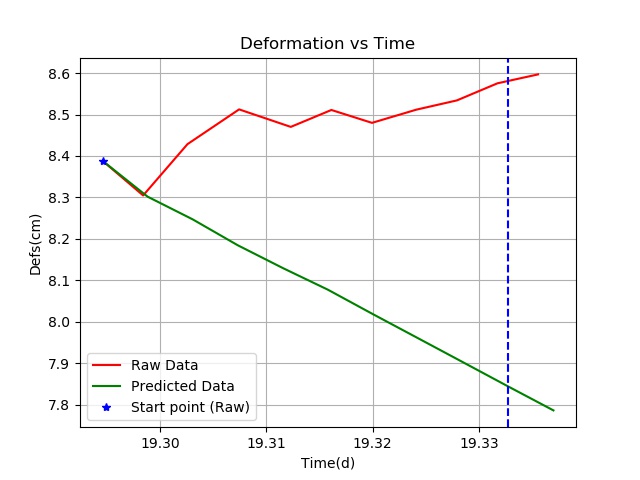 Deformation vs Time
8.6
8.5
8.4
8.3
8.2
8.1
8.0
7.9
7.8
Defs(cm)
Raw Data
Predicted Data
Start point (Raw)
19.30 19.31 19.32 19.33
Time(d)